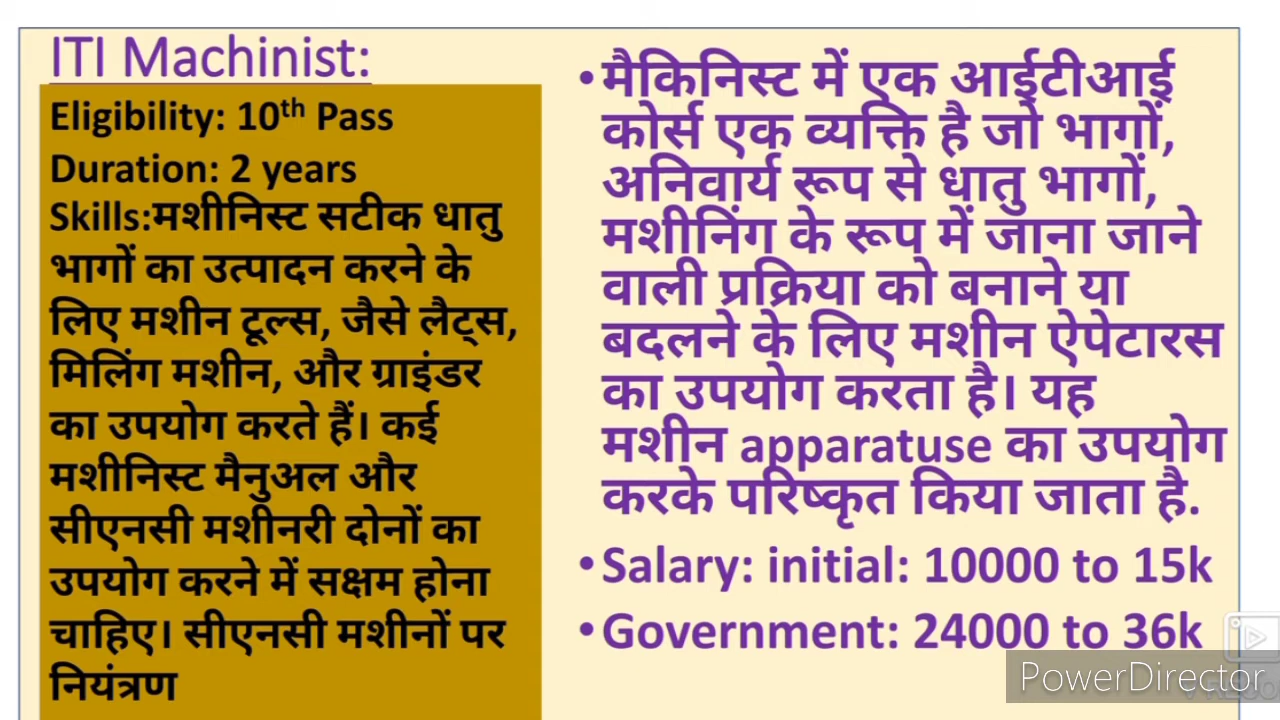 ITI Machinist:
Eligibility: 10th Pass
Duration: 2 years
Skills:मशीनिस्ट सटीक धातु
भागों का उत्पादन करने के
लिए मशीन टूल्स, जैसे लैट्स,
मिलिंग मशीन, और ग्राइंडर
का उपयोग करते हैं। कई
मशीनिस्ट मैनुअल और
सीएनसी मशीनरी दोनों का
उपयोग करने में सक्षम होना
चाहिए। सीएनसी मशीनों पर
नियंत्रण
•मैकिनिस्ट में एक आईटीआई
कोर्स एक व्यक्ति है जो भागों,
अनिवार्य रूप से धातु भागों,
मशीनिंग के रूप में जाना जाने
वाली प्रक्रिया को बनाने या
बदलने के लिए मशीन ऐपेटारस
का उपयोग करता है। यह
मशीन apparatuse का उपयोग
करके परिष्कृत किया जाता है.
•Salary: initial: 10000 to 15k
•Government: 24000 to 36k
PowerDirector